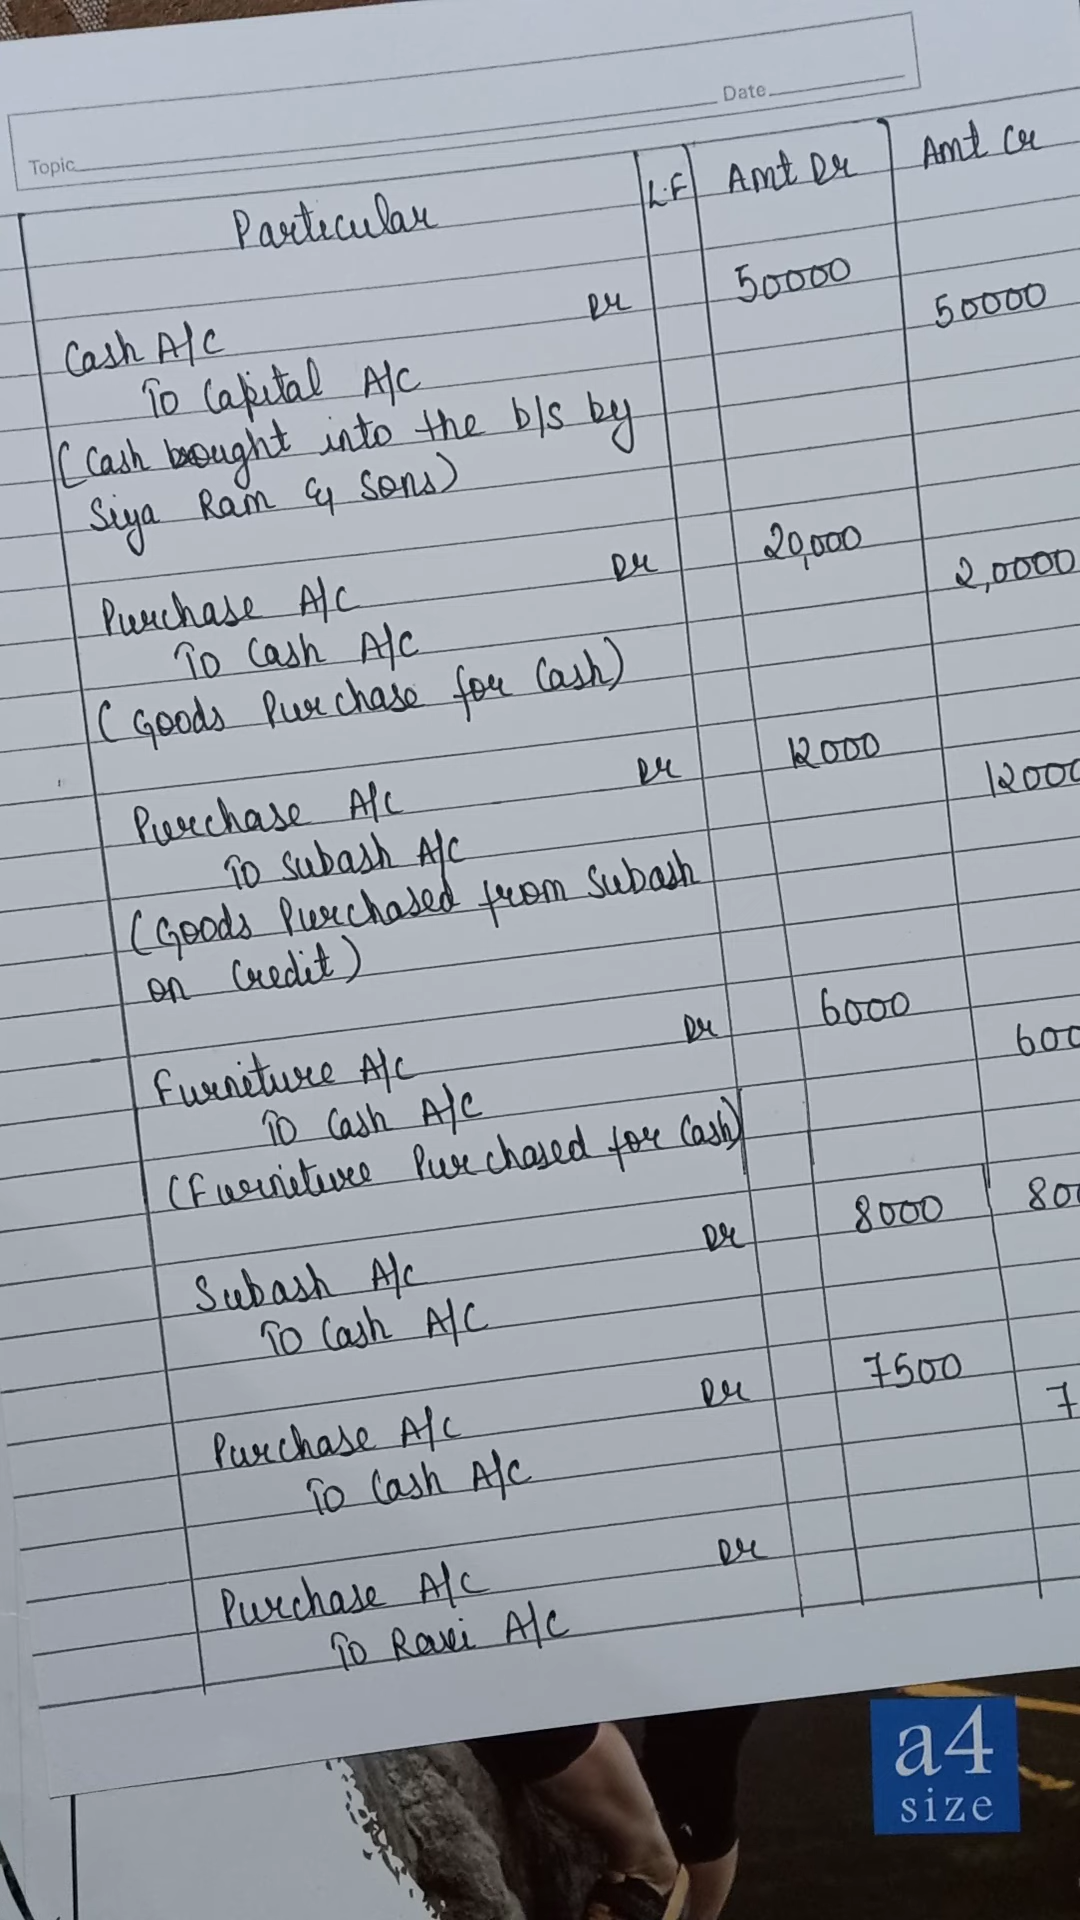 Topic
Date
Particular L.F Amt Dr Amt Cr
Cash A/c Dr 50000
To Capital A/c 50000
(Cash bought into the b/s by
Siya Ram & Sons)
Purchase A/c Dr 20,000
To Cash A/c 2,0000
(Goods Purchase for Cash)
Purchase A/c Dr 12000
To Subash A/c 12000
(Goods Purchased from Subash
on Credit)
Furniture A/c Dr 6000
To Cash A/c 600
(Furniture Purchased for Cash)
Subash A/c Dr 8000
To Cash A/c 80
Purchase A/c Dr 7500
To Cash A/c 7
Purchase A/c Dr
To Ravi A/c
a4
size